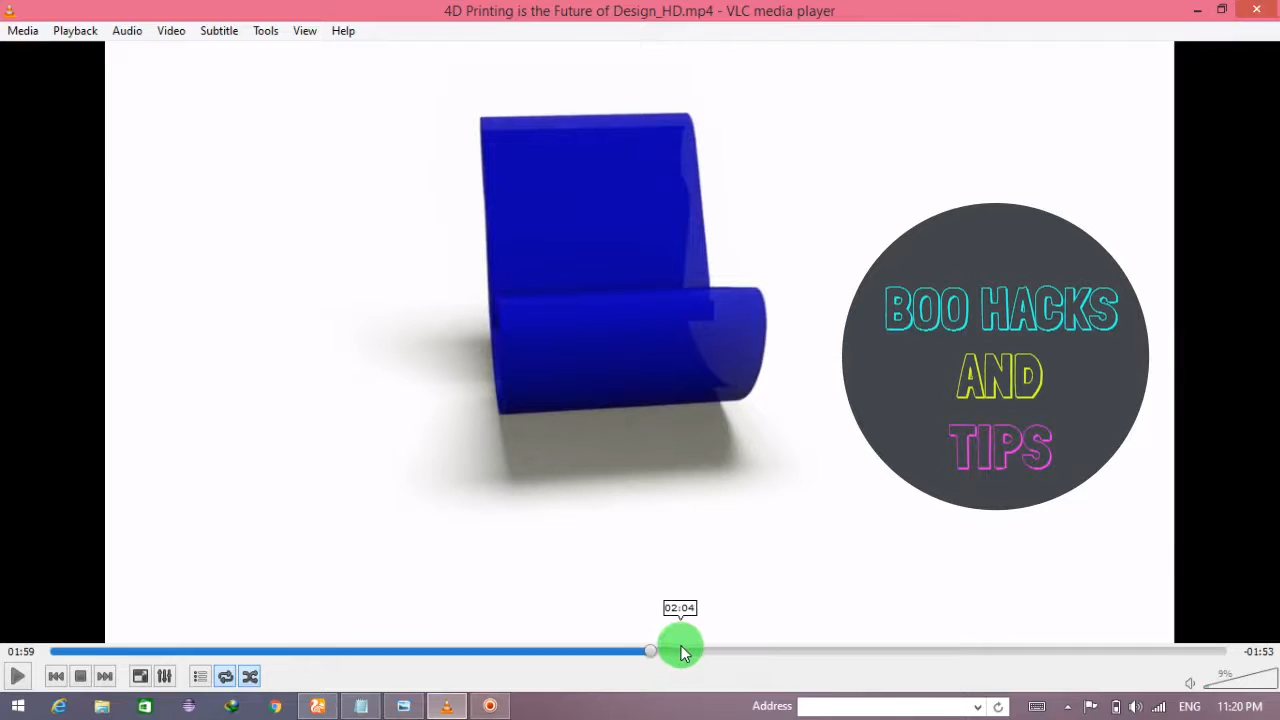 4D Printing is the Future of Design_HD.mp4 - VLC media player
Media Playback Audio Video Subtitle Tools View Help
BOO HACKS
AND
TIPS
02:04
01:59
-01:53
9%
Address
ENG
11:20 PM